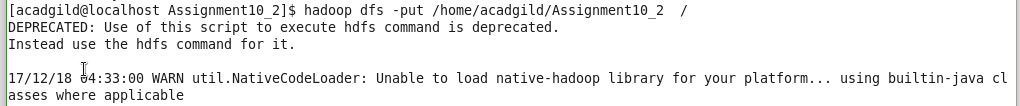 [acadgild@localhost Assignment10_2]$ hadoop dfs -put /home/acadgild/Assignment10_2  /
DEPRECATED: Use of this script to execute hdfs command is deprecated.
Instead use the hdfs command for it.
17/12/18 04:33:00 WARN util.NativeCodeLoader: Unable to load native-hadoop library for your platform... using builtin-java cl
asses where applicable